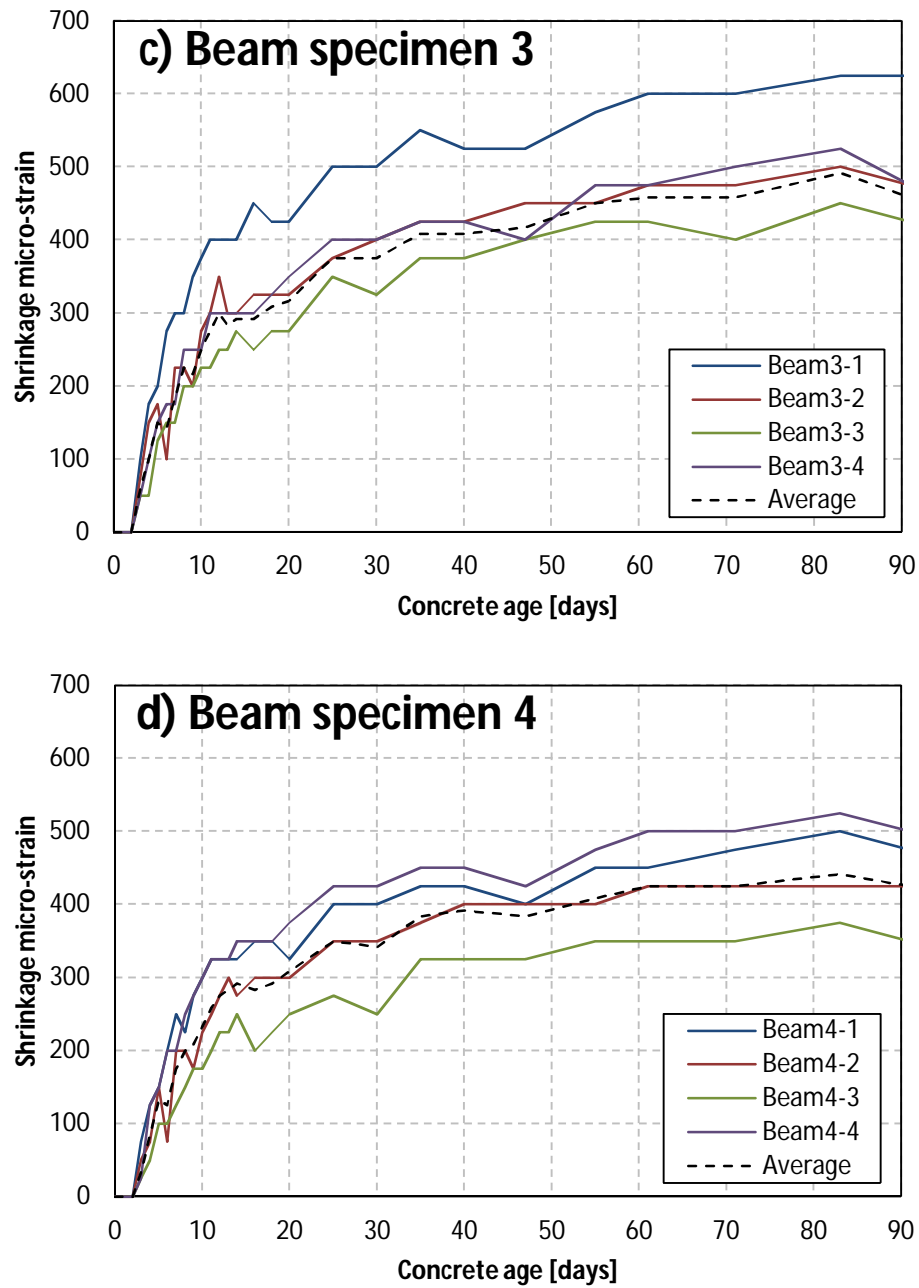 c) Beam specimen 3
700
600
500
400
300
200
100
0
Shrinkage micro-strain
Beam3-1
Beam3-2
Beam3-3
Beam3-4
Average
0 10 20 30 40 50 60 70 80 90
Concrete age [days]
d) Beam specimen 4
700
600
500
400
300
200
100
0
Shrinkage micro-strain
Beam4-1
Beam4-2
Beam4-3
Beam4-4
Average
0 10 20 30 40 50 60 70 80 90
Concrete age [days]